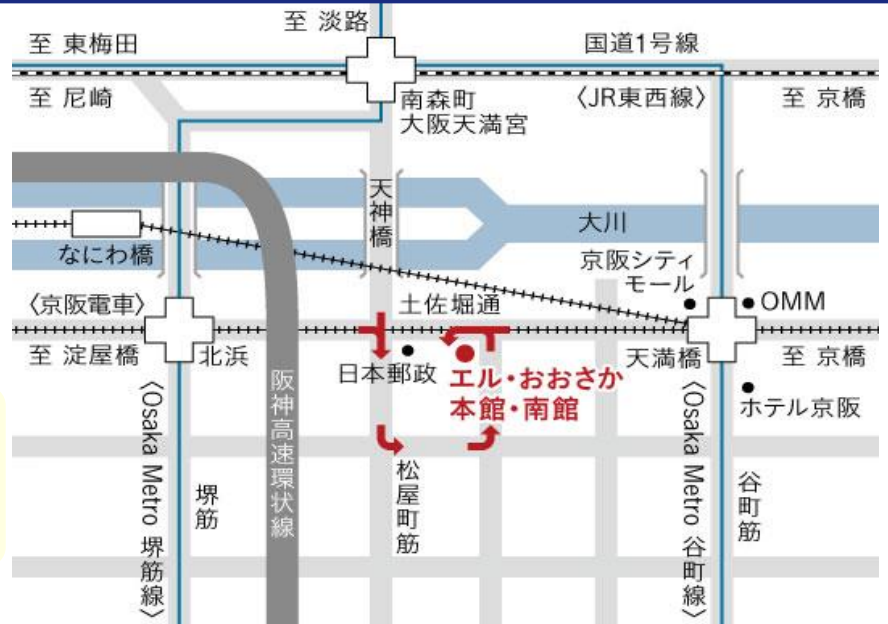 至 淡路
至 東梅田
国道1号線
至 尼崎
南森町
大阪天満宮
〈JR東西線〉
至 京橋
天神橋
大川
なにわ橋
京阪シティ
モール
〈京阪電車〉
土佐堀通
OMM
至 淀屋橋
北浜
日本郵政
エル・おおさか
本館・南館
天満橋
至 京橋
ホテル京阪
阪神高速環状線
〈Osaka Metro 堺筋線〉
堺筋
松屋町筋
〈Osaka Metro 谷町線〉
谷町筋